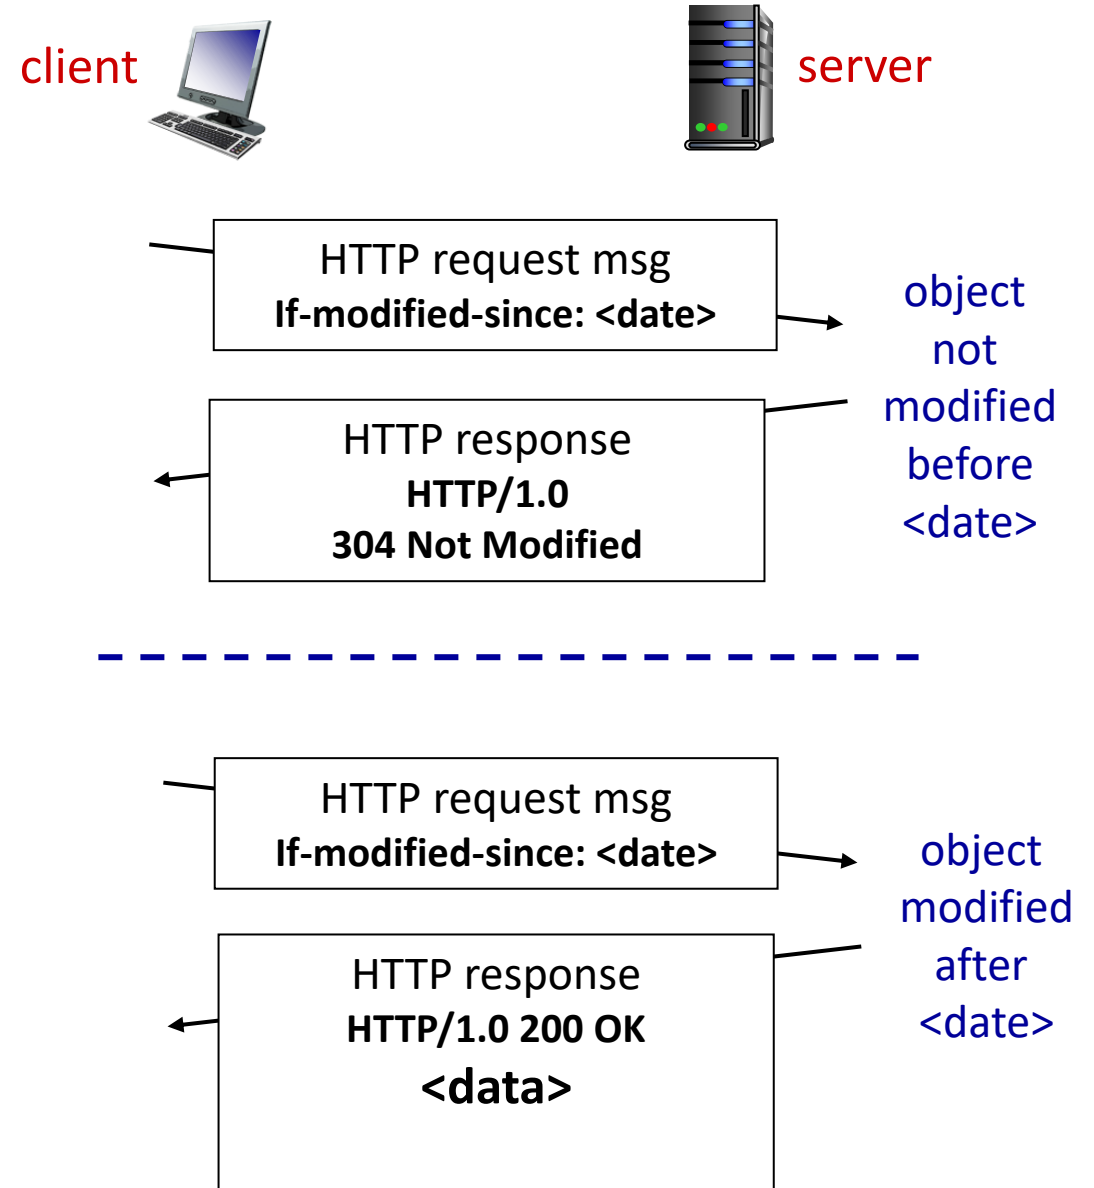 client
server
HTTP request msg
If-modified-since: <date>
object
not
modified
before
<date>
HTTP response
HTTP/1.0
304 Not Modified
HTTP request msg
If-modified-since: <date>
object
modified
after
<date>
HTTP response
HTTP/1.0 200 OK
<data>